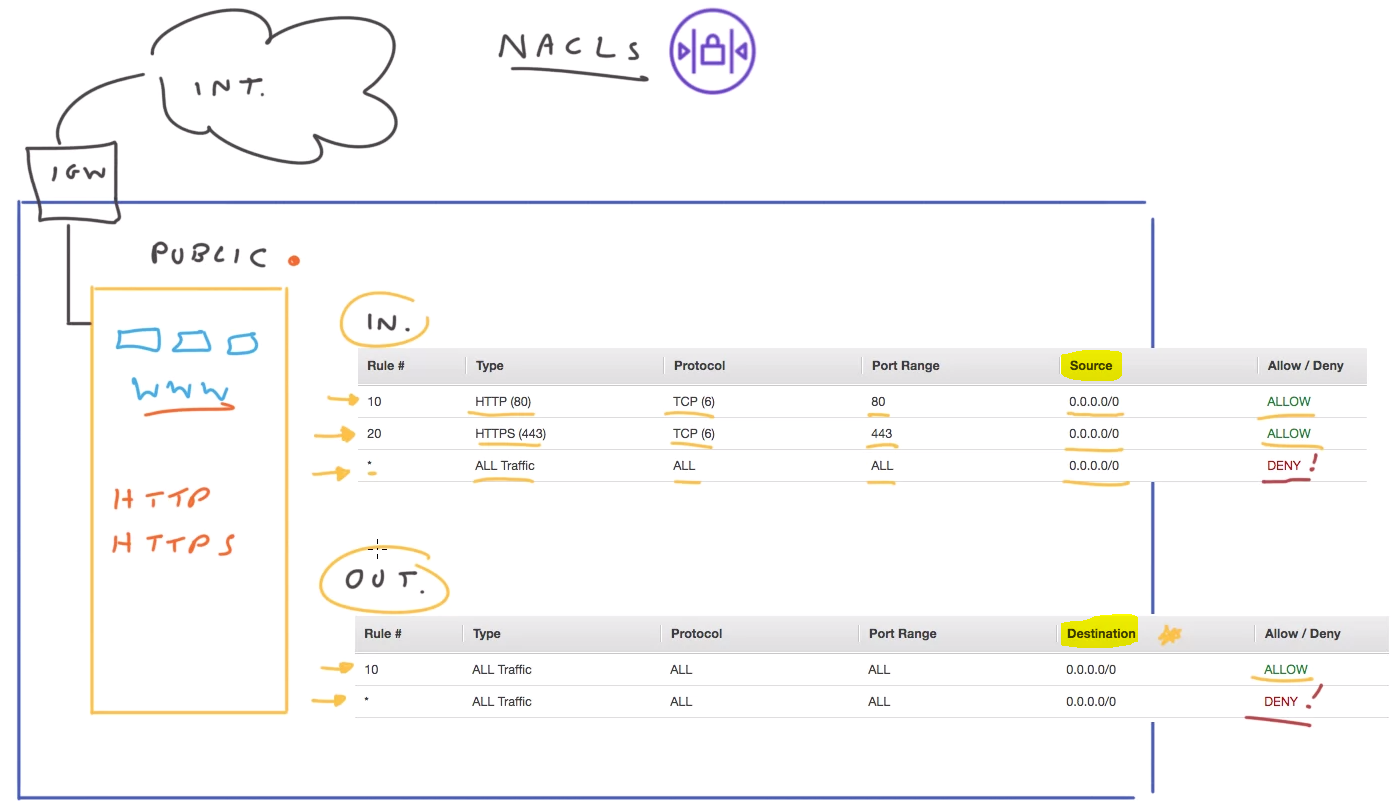 NACLs
INT.
IGW
PUBLIC
IN.
Rule # Type Protocol Port Range Source Allow / Deny
10 HTTP (80) TCP (6) 80 0.0.0.0/0 ALLOW
20 HTTPS (443) TCP (6) 443 0.0.0.0/0 ALLOW
* ALL Traffic ALL ALL 0.0.0.0/0 DENY !
WWW
HTTP
HTTPS
OUT.
Rule # Type Protocol Port Range Destination Allow / Deny
10 ALL Traffic ALL ALL 0.0.0.0/0 ALLOW
* ALL Traffic ALL ALL 0.0.0.0/0 DENY !